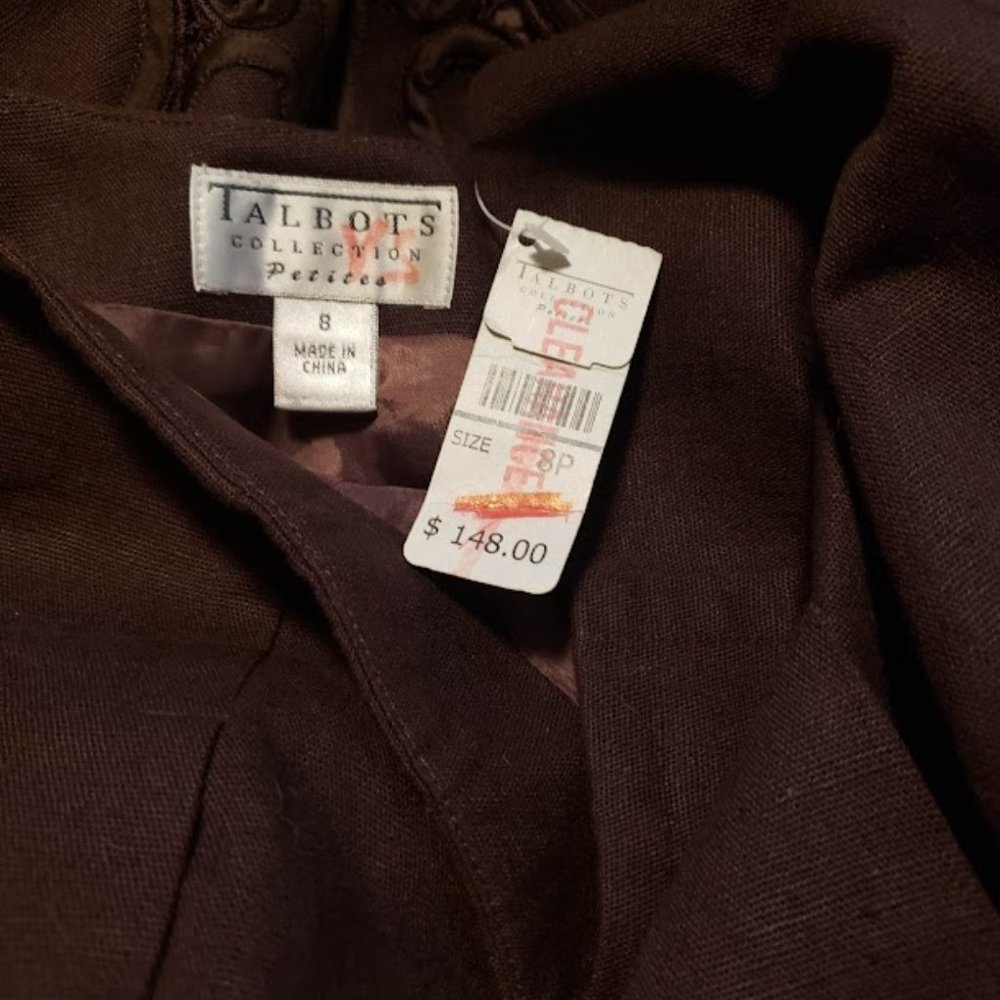 TALBOTS
COLLECTION
Petites
8
MADE IN
CHINA
TALBOTS
COLLECTION
CLEARANCE
SIZE
8P
$ 148.00